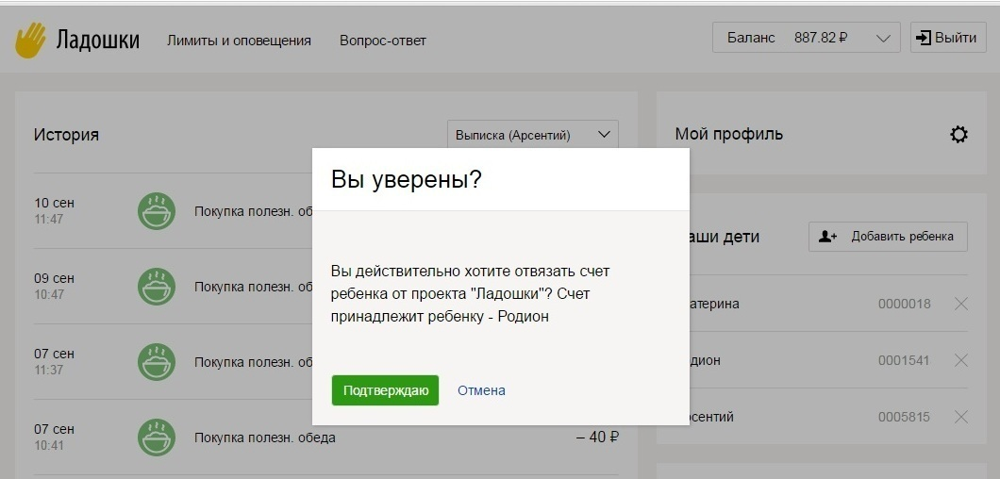 Ладошки
Лимиты и оповещения
Вопрос-ответ
Баланс 887.82 ₽
Выйти
История
Выписка (Арсентий)
Мой профиль
10 сен
11:47
Покупка полезн. об
09 сен
10:47
Покупка полезн. об
07 сен
11:37
Покупка полезн. об
07 сен
10:41
Покупка полезн. обеда
– 40 ₽
Вы уверены?
Вы действительно хотите отвязать счет
ребенка от проекта "Ладошки"? Счет
принадлежит ребенку - Родион
Подтверждаю
Отмена
аши дети
Добавить ребенка
атерина 0000018
дион 0001541
рсентий 0005815